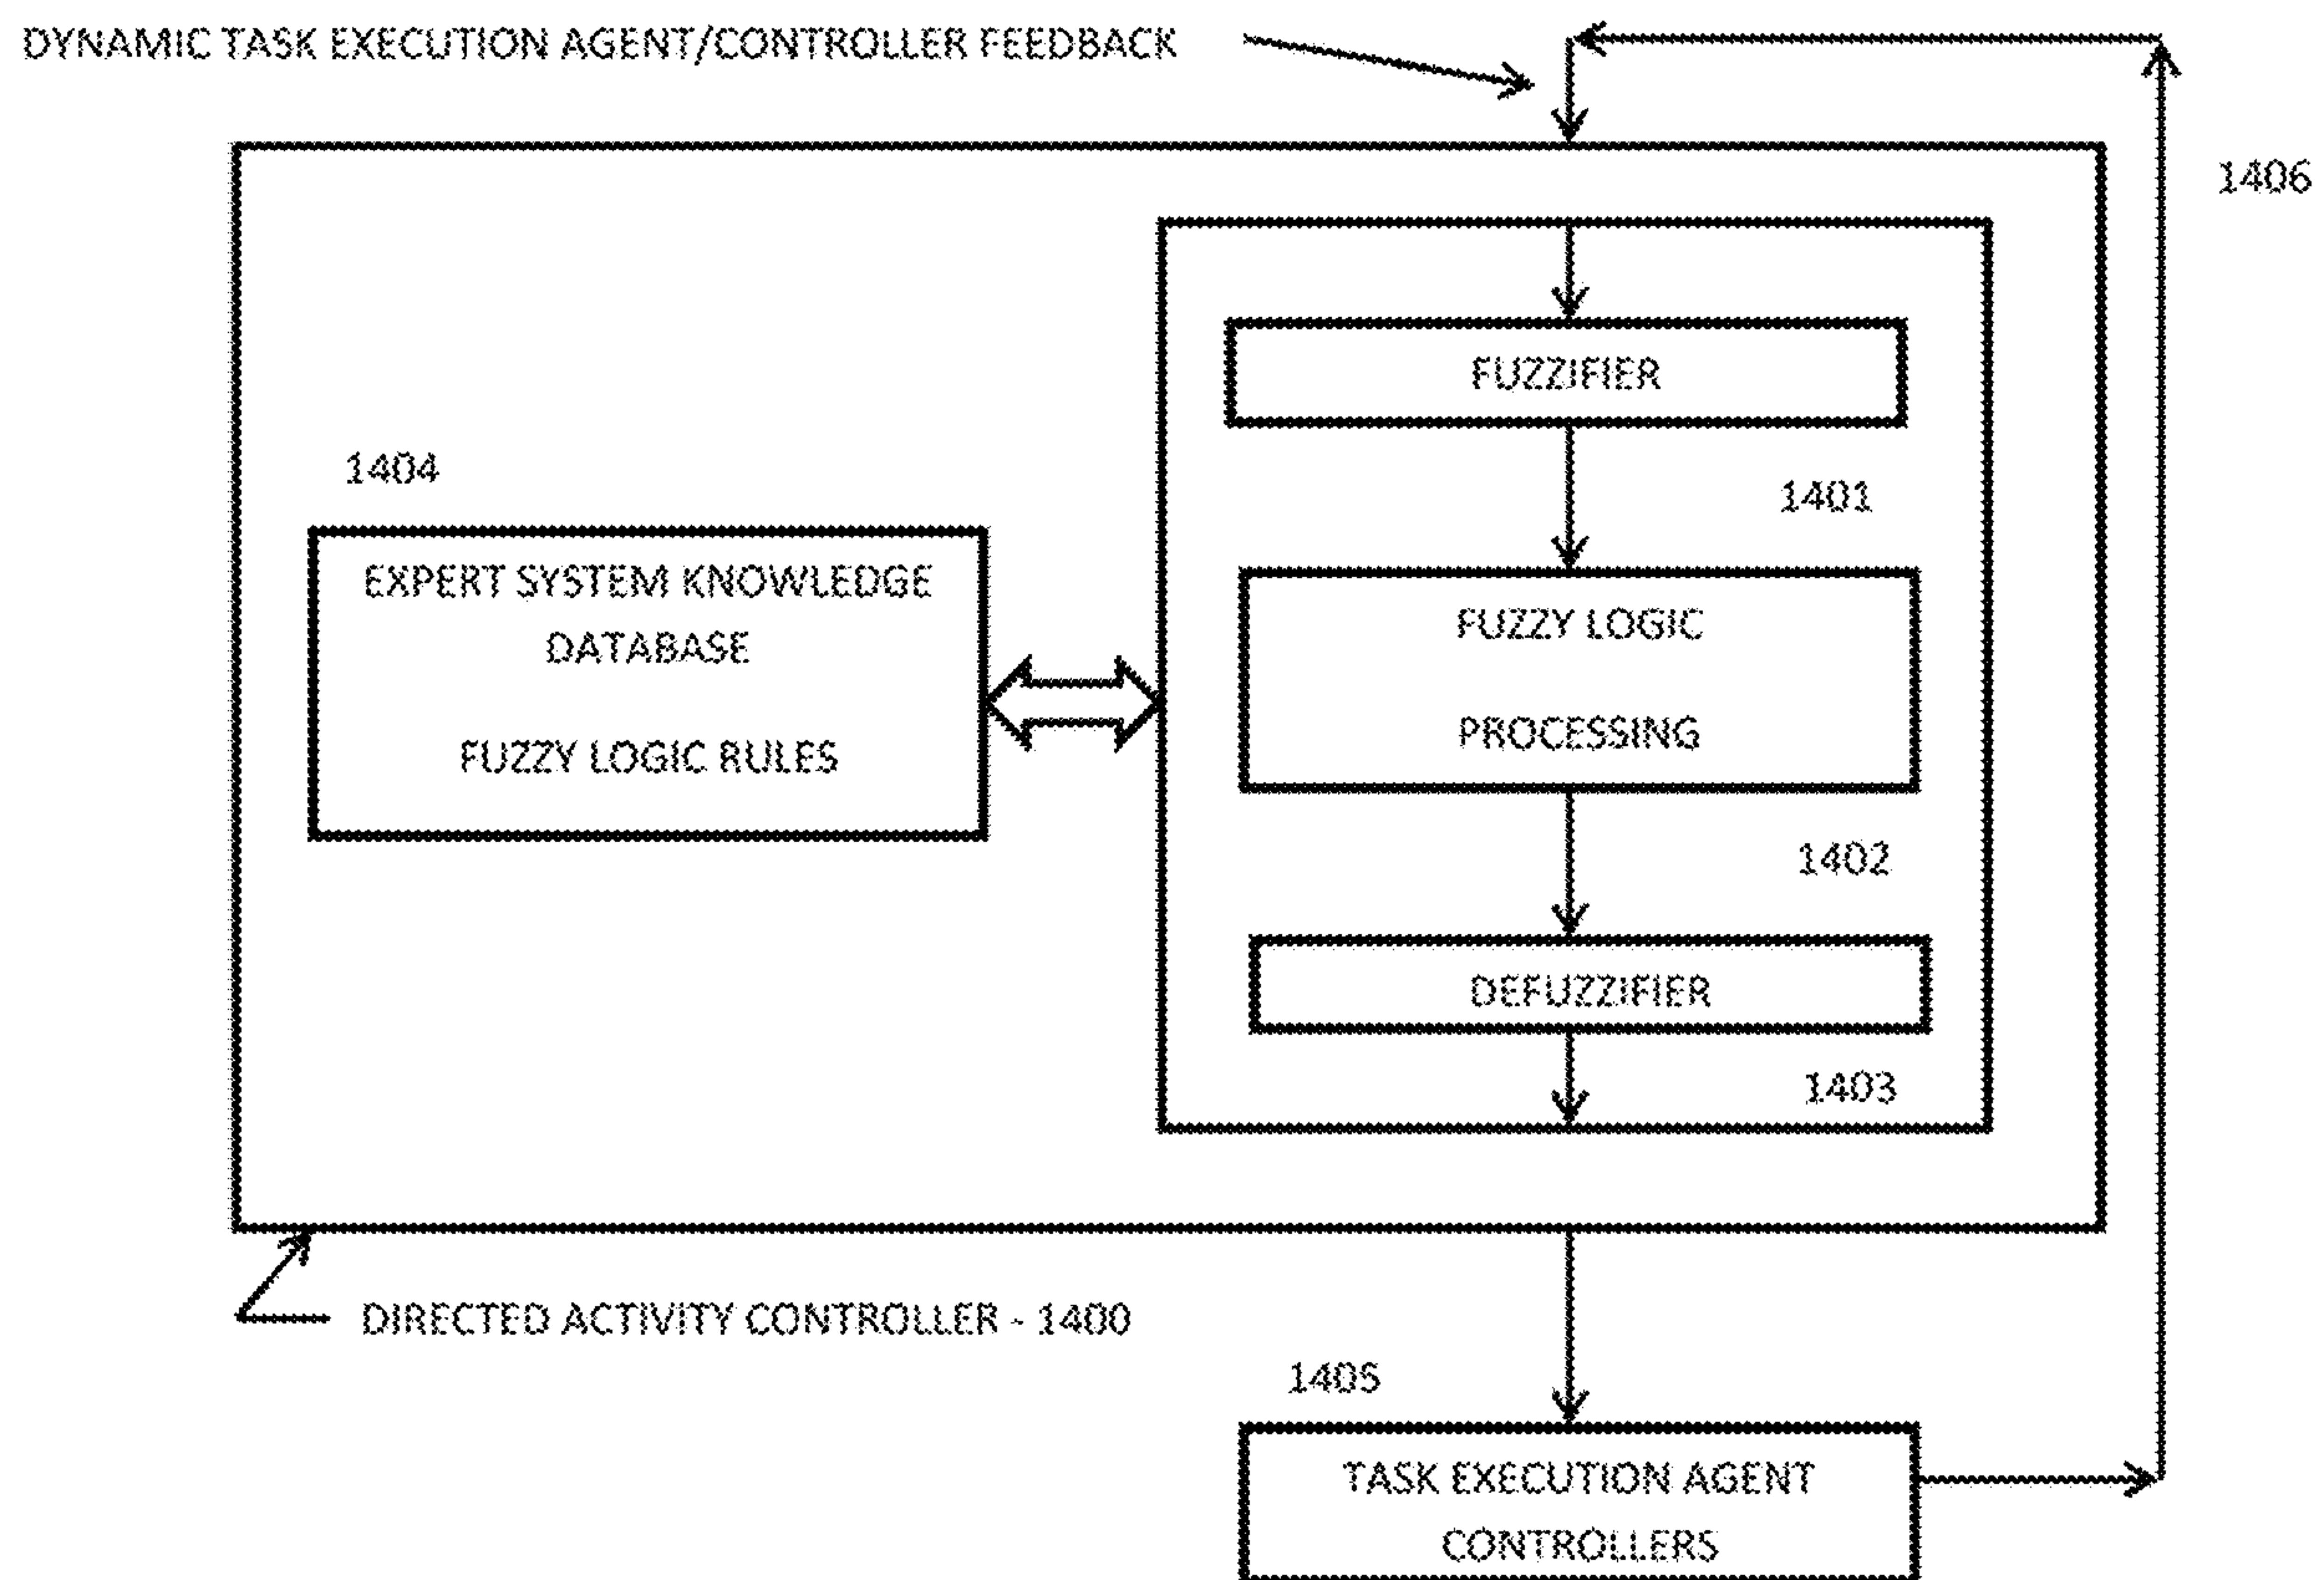 DYNAMIC TASK EXECUTION AGENT/CONTROLLER FEEDBACK
1406
FUZZIFIER
1404
1401
EXPERT SYSTEM KNOWLEDGE
DATABASE
FUZZY LOGIC RULES
FUZZY LOGIC
PROCESSING
1402
DEFUZZIFIER
1403
DIRECTED ACTIVITY CONTROLLER - 1400
1405
TASK EXECUTION AGENT
CONTROLLERS